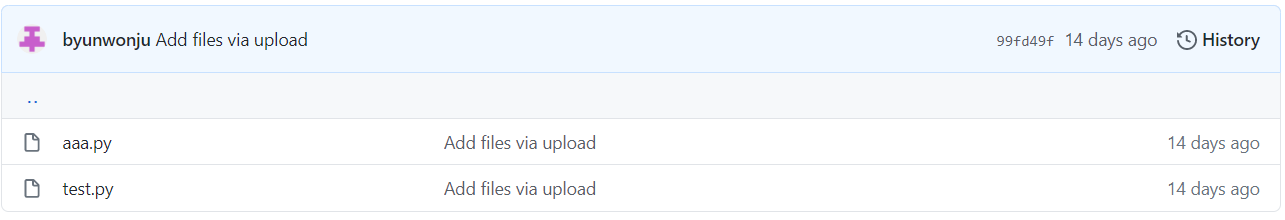 byunwonju Add files via upload 99fd49f 14 days ago History
..
aaa.py Add files via upload 14 days ago
test.py Add files via upload 14 days ago